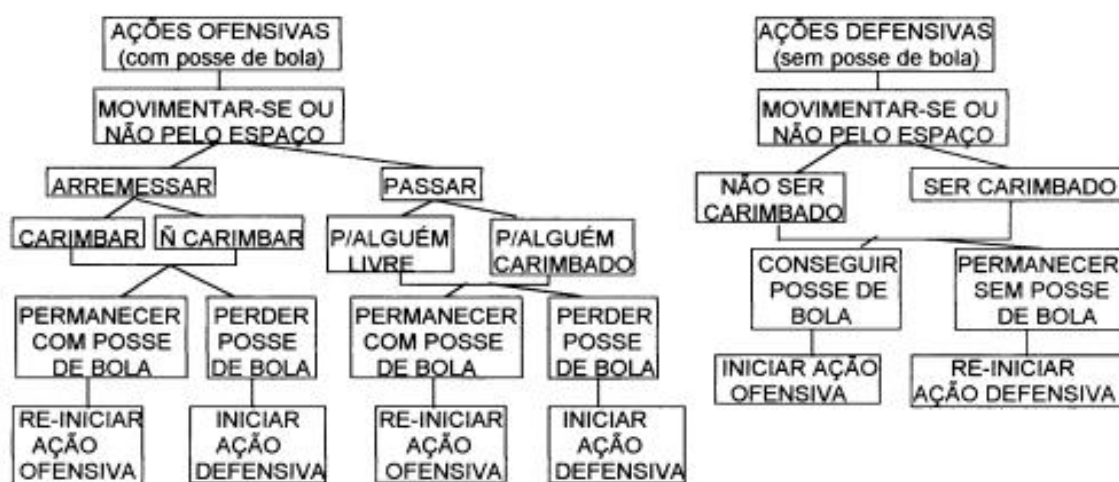 AÇÕES OFENSIVAS
(com posse de bola)
MOVIMENTAR-SE OU
NÃO PELO ESPAÇO
ARREMESSAR
PASSAR
CARIMBAR
Ñ CARIMBAR
P/ALGUÉM
LIVRE
P/ALGUÉM
CARIMBADO
PERMANECER
COM POSSE
DE BOLA
PERDER
POSSE
DE BOLA
PERMANECER
COM POSSE
DE BOLA
PERDER
POSSE
DE BOLA
RE-INICIAR
AÇÃO
OFENSIVA
INICIAR
AÇÃO
DEFENSIVA
RE-INICIAR
AÇÃO
OFENSIVA
INICIAR
AÇÃO
DEFENSIVA
AÇÕES DEFENSIVAS
(sem posse de bola)
MOVIMENTAR-SE OU
NÃO PELO ESPAÇO
NÃO SER
CARIMBADO
SER CARIMBADO
CONSEGUIR
POSSE DE
BOLA
PERMANECER
SEM POSSE
DE BOLA
INICIAR AÇÃO
OFENSIVA
RE-INICIAR
AÇÃO DEFENSIVA